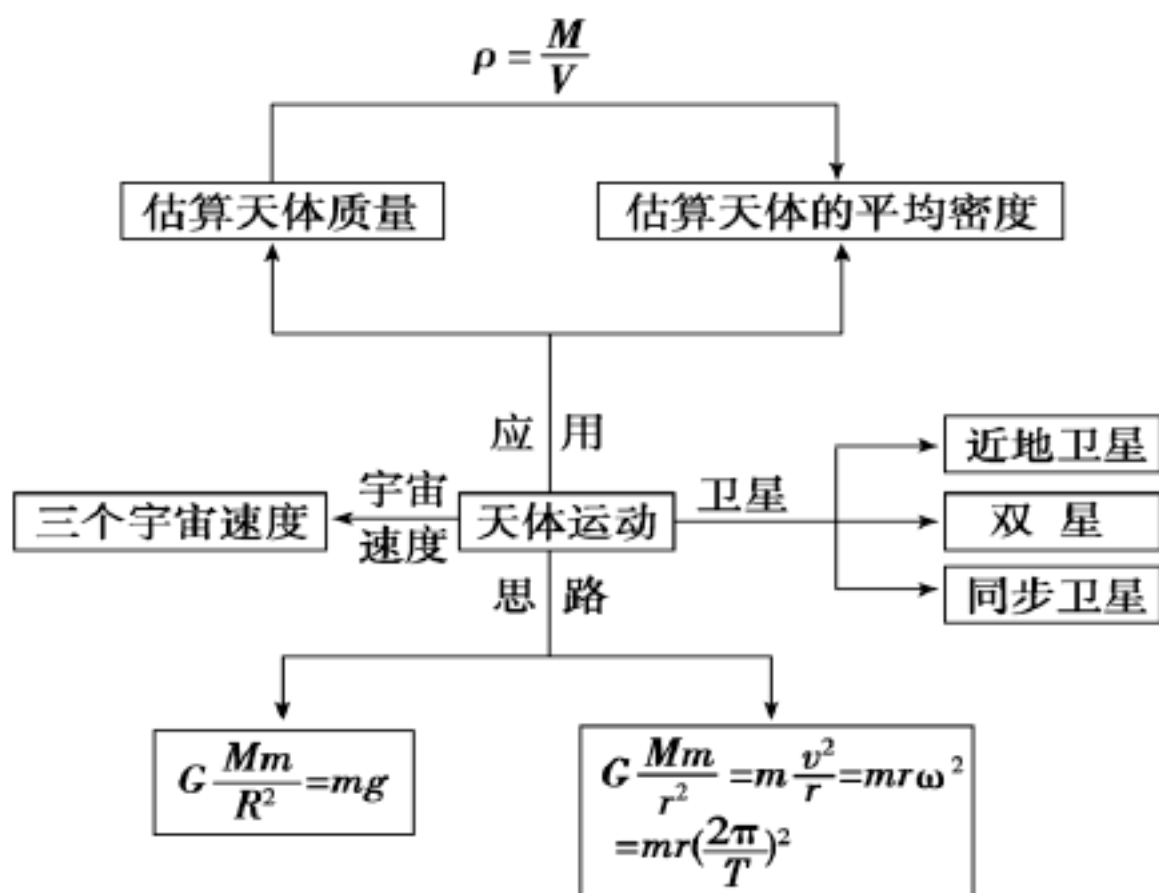 ρ = M/V
估算天体质量
估算天体的平均密度
应 用
近地卫星
宇宙
速度
三个宇宙速度
天体运动
卫星
双 星
同步卫星
思 路
G Mm/R² =mg
G Mm/r² =m v²/r =mrω²
=mr(2π/T)²